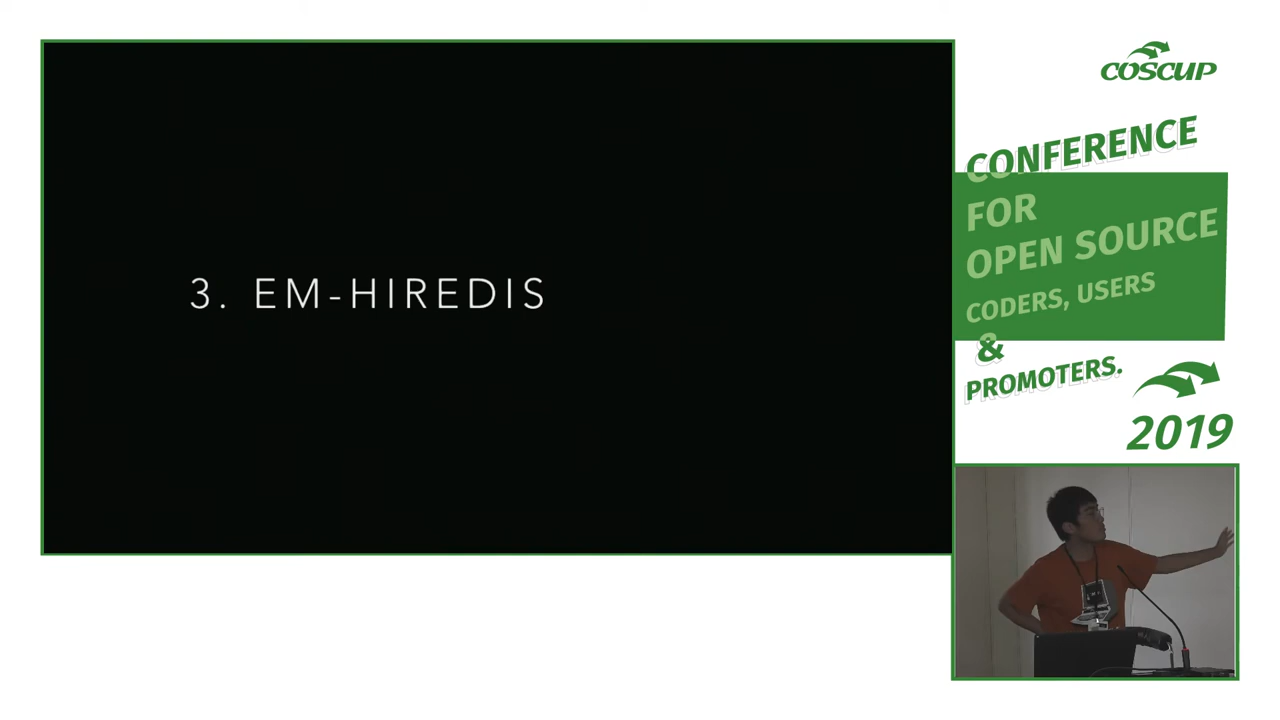 3. EM-HIREDIS
COSCUP
CONFERENCE
FOR
OPEN SOURCE
CODERS, USERS
&
PROMOTERS.
2019